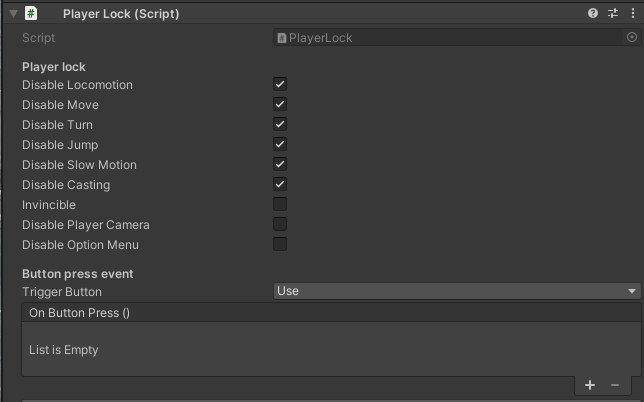 Player Lock (Script)
Script PlayerLock
Player lock
Disable Locomotion
Disable Move
Disable Turn
Disable Jump
Disable Slow Motion
Disable Casting
Invincible
Disable Player Camera
Disable Option Menu
Button press event
Trigger Button Use
On Button Press ()
List is Empty